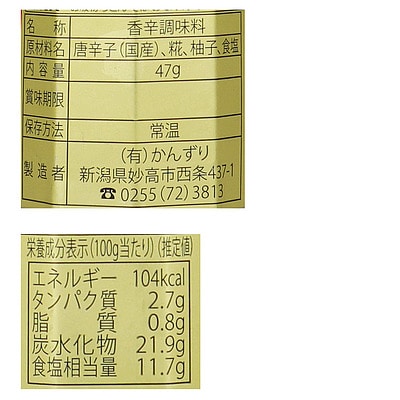 名称 香辛調味料
原材料名 唐辛子(国産)、糀、柚子、食塩
内容量 47g
賞味期限
保存方法 常温
製造者 (有)かんずり
新潟県妙高市西条437-1
☎0255(72)3813
栄養成分表示(100g当たり)(推定値)
エネルギー 104kcal
タンパク質 2.7g
脂質 0.8g
炭水化物 21.9g
食塩相当量 11.7g